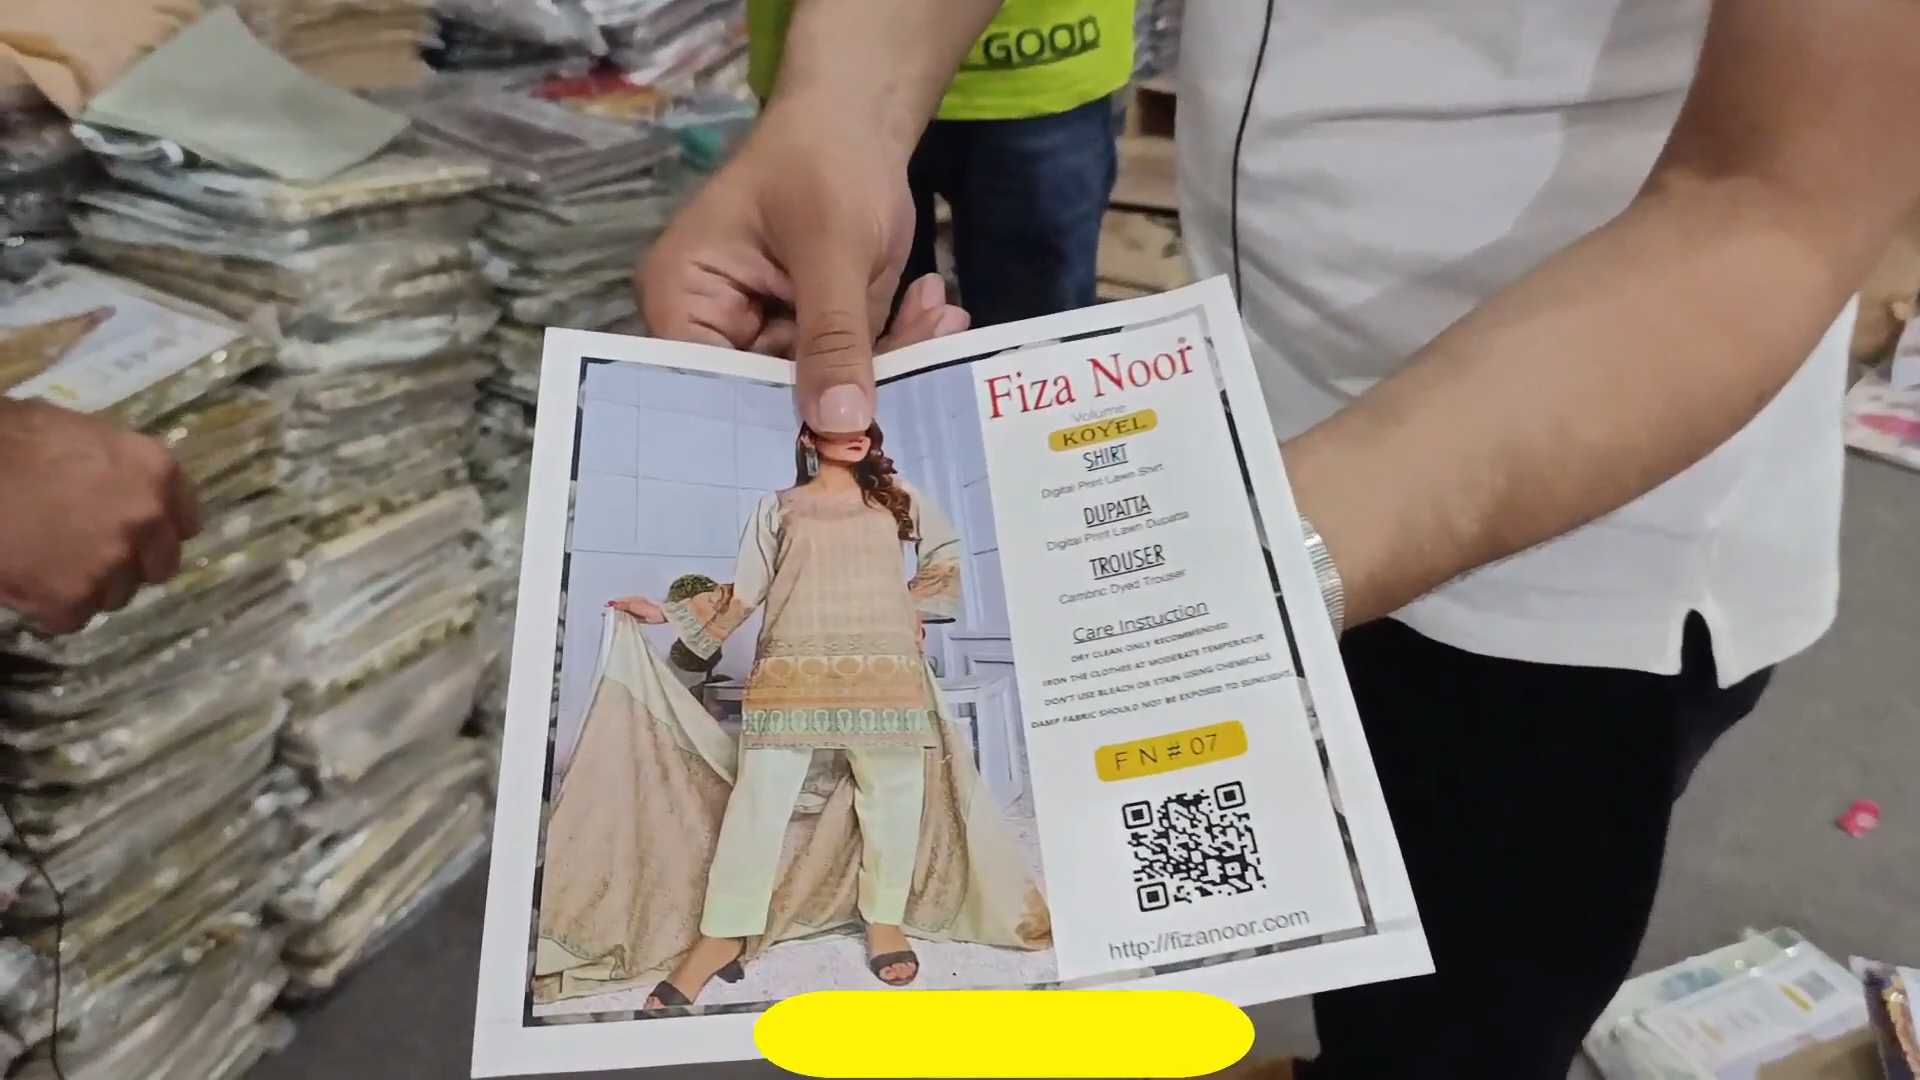 GOOD
Fiza Noor
Volume
KOYEL
SHIRT
Digital Print Lawn Shirt
DUPATTA
Digital Print Lawn Dupatta
TROUSER
Cambric Dyed Trouser
Care Instuction
DRY CLEAN ONLY RECOMMENDED
IRON THE CLOTHES AT MODERATE TEMPERATUR
DON'T USE BLEACH OR STAIN USING CHEMICALS
DAMP FABRIC SHOULD NOT BE EXPOSED TO SUNLIGHT.
F N # 07
http://fizanoor.com